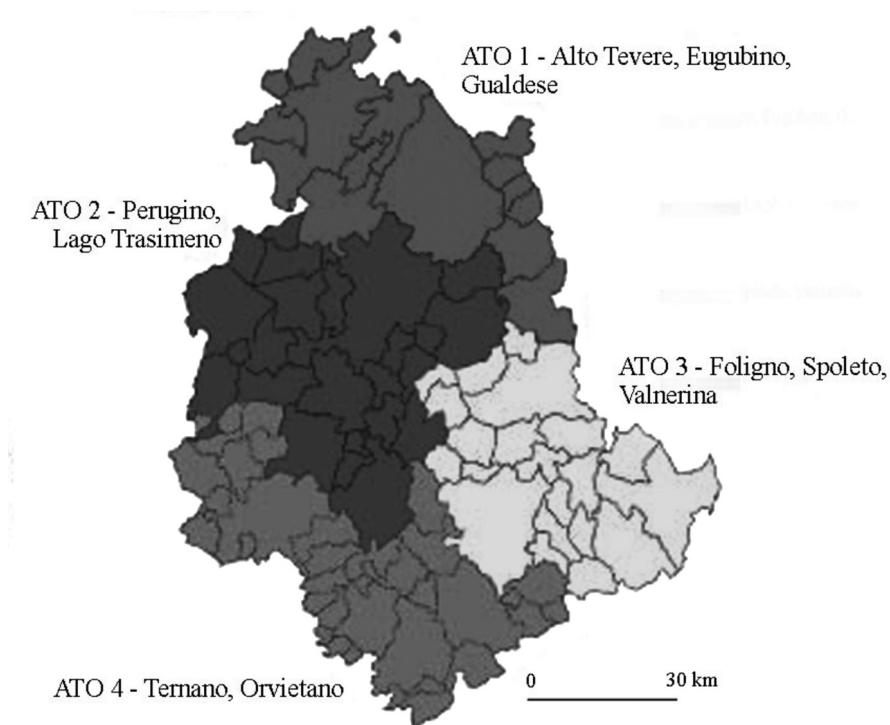 ATO 1 - Alto Tevere, Eugubino,
Gualdese
ATO 2 - Perugino,
Lago Trasimeno
ATO 3 - Foligno, Spoleto,
Valnerina
ATO 4 - Ternano, Orvietano
0 30 km